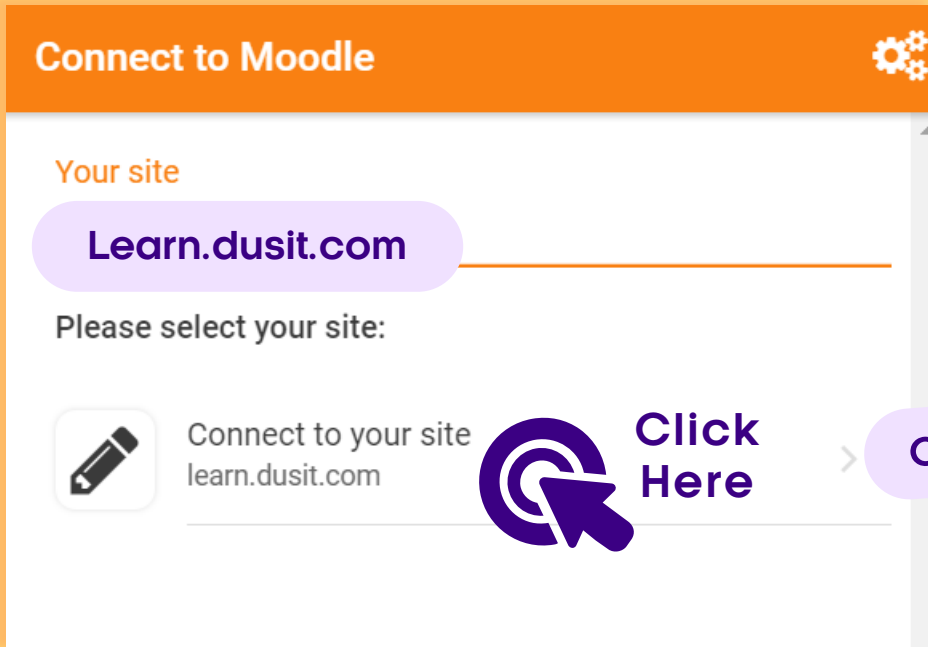 Connect to Moodle
Your site
Learn.dusit.com
Please select your site:
Connect to your site
learn.dusit.com
Click
Here